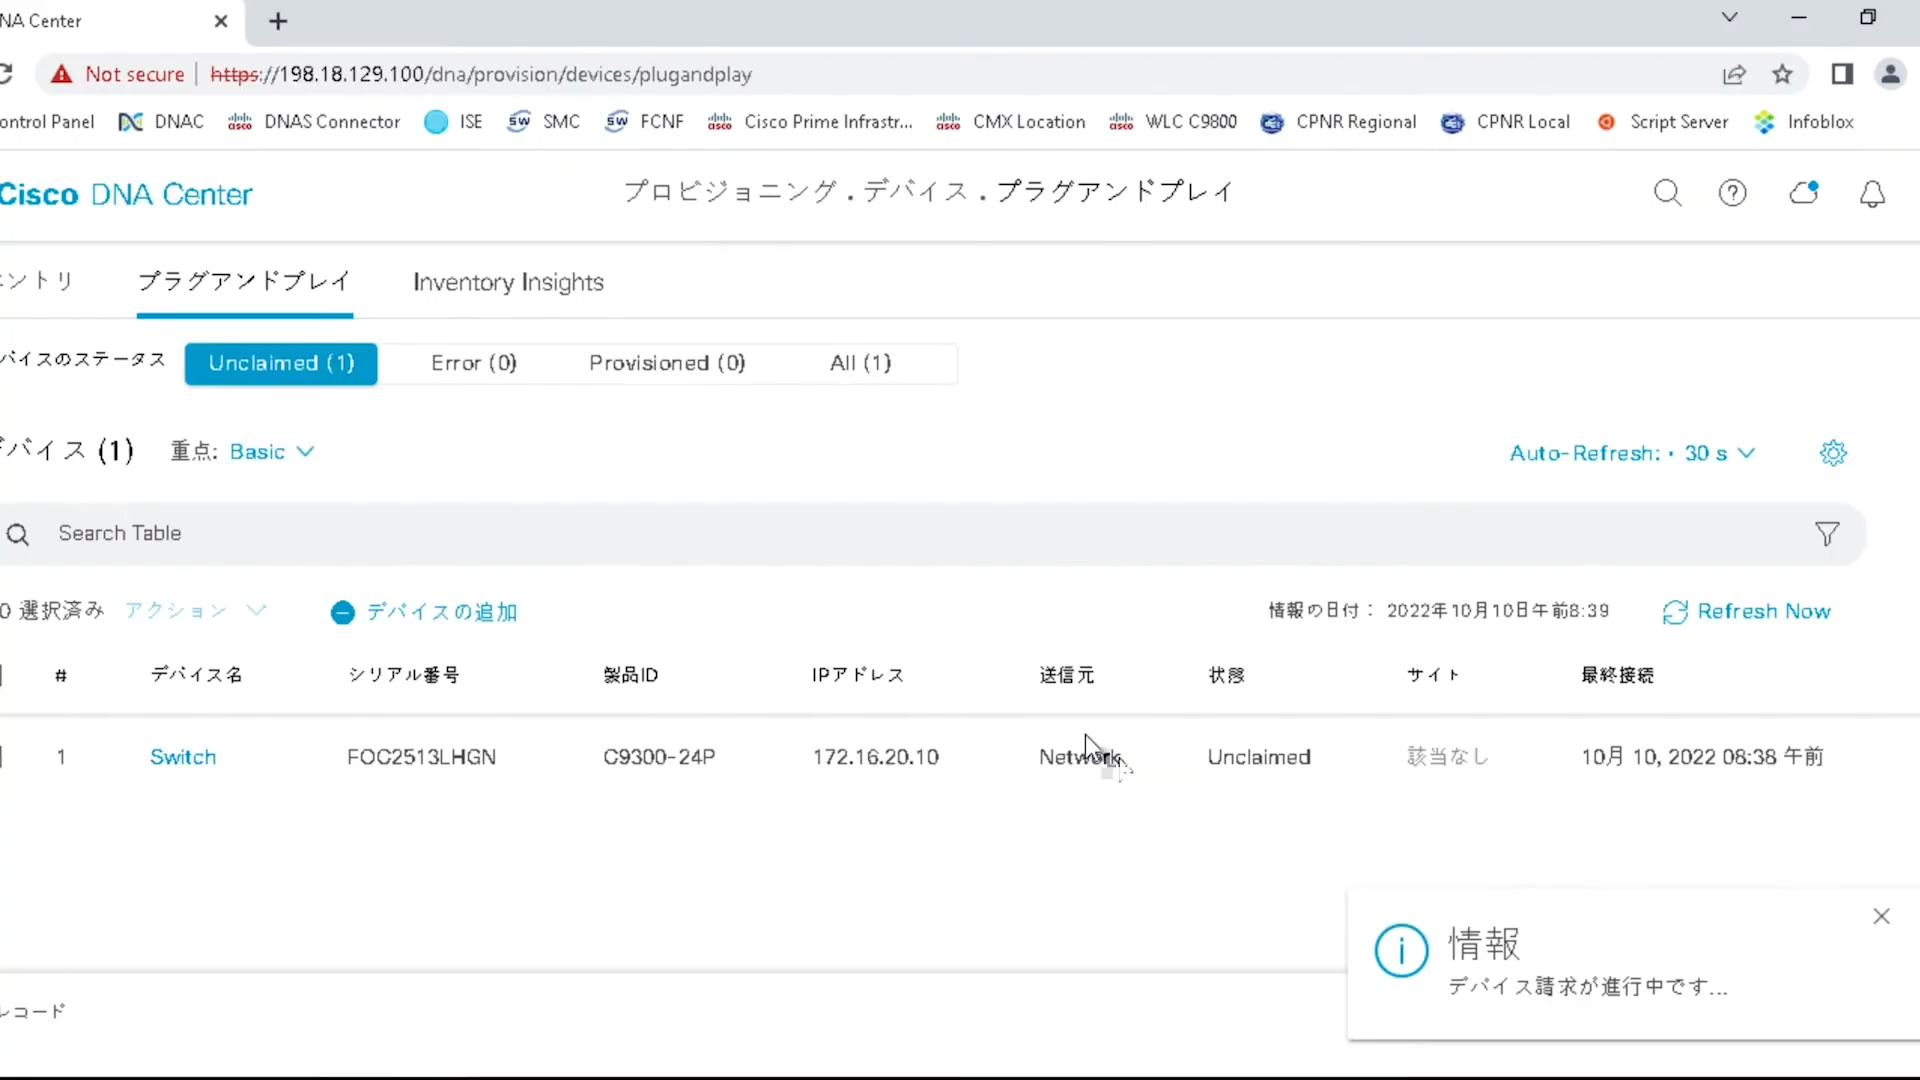 NA Center
Not secure https://198.18.129.100/dna/provision/devices/plugandplay
ontrol Panel DNAC DNAS Connector ISE SMC FCNF Cisco Prime Infrastr... CMX Location WLC C9800 CPNR Regional CPNR Local Script Server Infoblox
Cisco DNA Center プロビジョニング . デバイス . プラグアンドプレイ
ントリ プラグアンドプレイ Inventory Insights
バイスのステータス Unclaimed (1) Error (0) Provisioned (0) All (1)
デバイス (1) 重点: Basic Auto-Refresh: • 30 s
Search Table
0 選択済み アクション デバイスの追加 情報の日付： 2022年10月10日午前8:39 Refresh Now
# デバイス名 シリアル番号 製品ID IPアドレス 送信元 状態 サイト 最終接続
1 Switch FOC2513LHGN C9300-24P 172.16.20.10 Network Unclaimed 該当なし 10月 10, 2022 08:38 午前
情報
デバイス請求が進行中です...
レコード